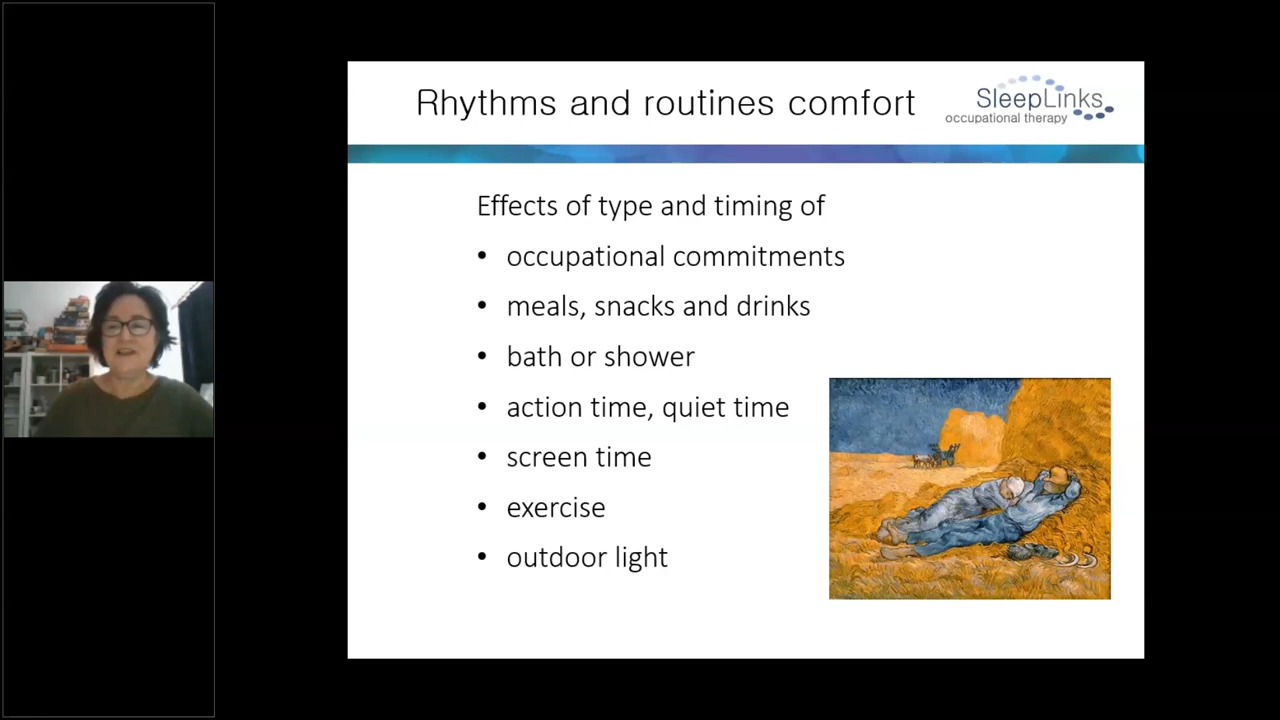 Rhythms and routines comfort
SleepLinks
occupational therapy
Effects of type and timing of
• occupational commitments
• meals, snacks and drinks
• bath or shower
• action time, quiet time
• screen time
• exercise
• outdoor light